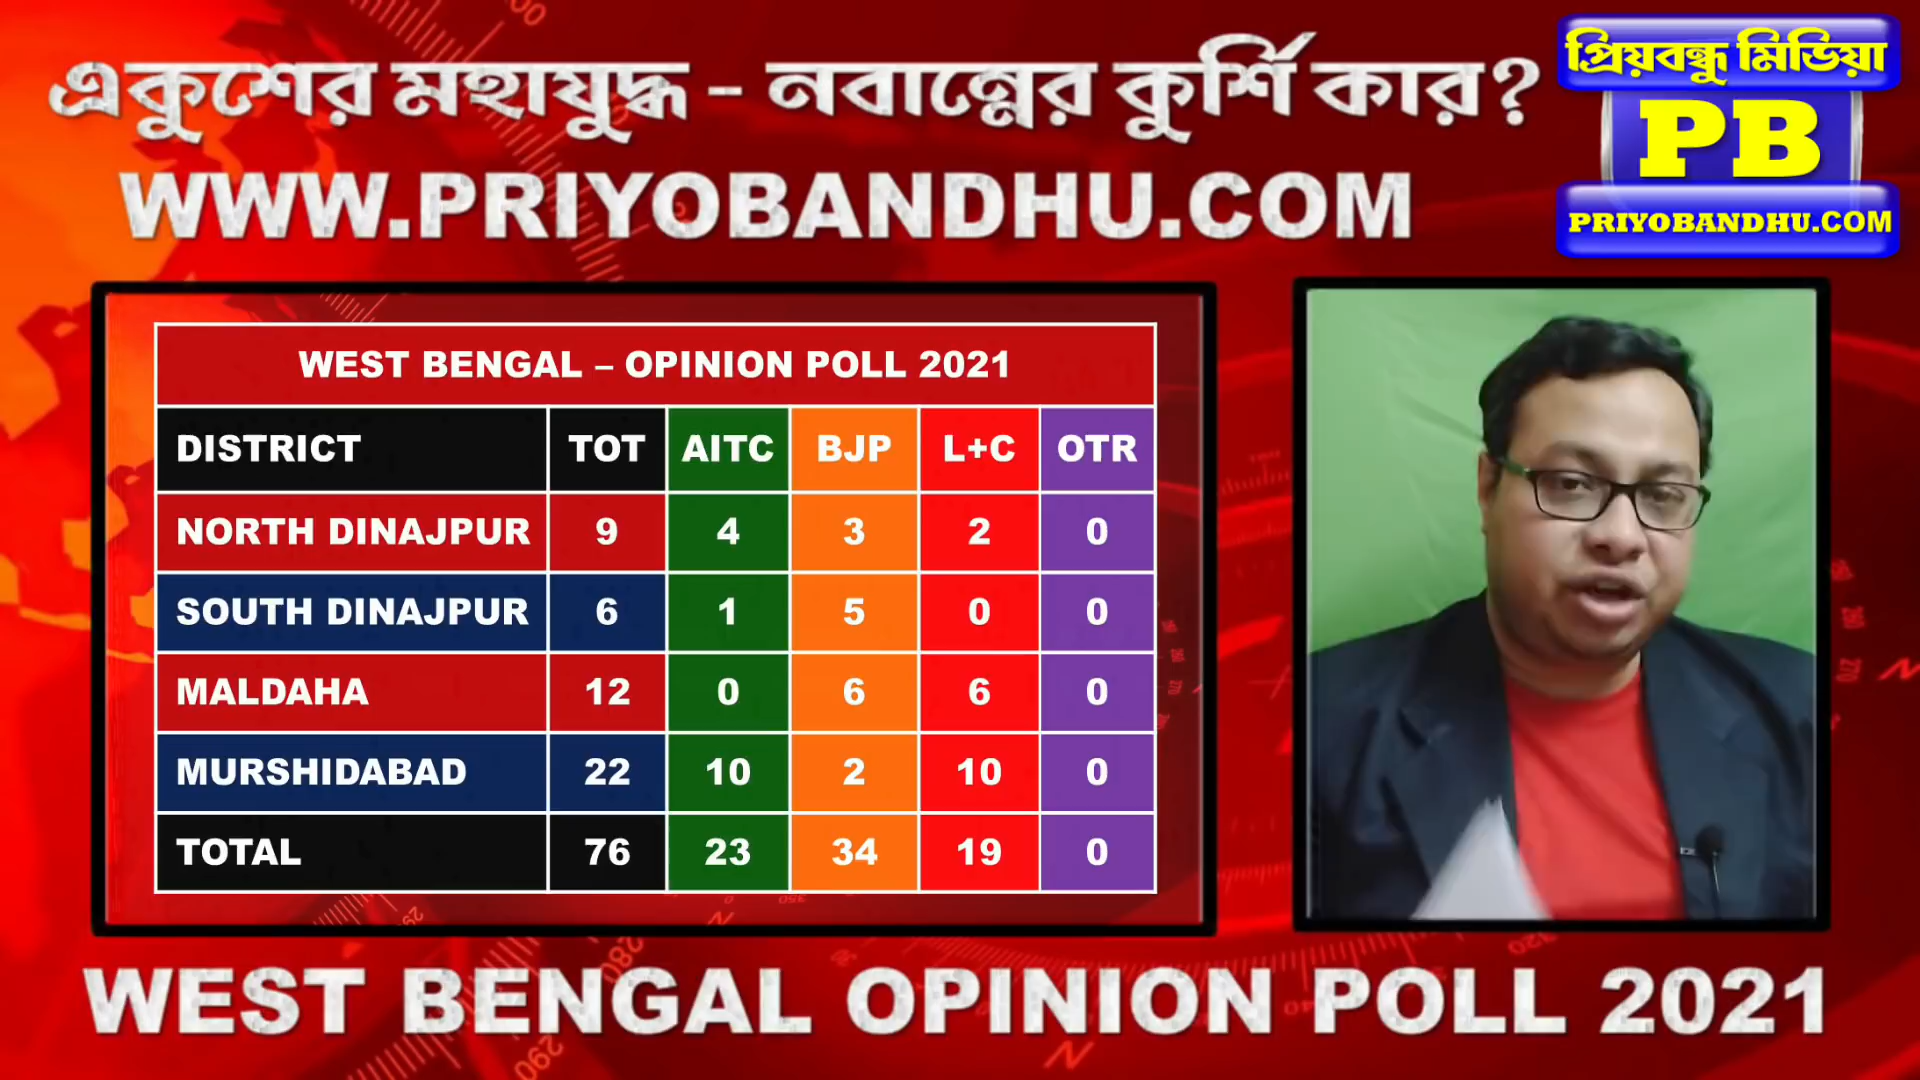 একুশের মহাযুদ্ধ - নবান্নের কুর্শি কার?
WWW.PRIYOBANDHU.COM
প্রিয়বন্ধু মিডিয়া
PB
PRIYOBANDHU.COM
WEST BENGAL – OPINION POLL 2021
DISTRICT TOT AITC BJP L+C OTR
NORTH DINAJPUR 9 4 3 2 0
SOUTH DINAJPUR 6 1 5 0 0
MALDAHA 12 0 6 6 0
MURSHIDABAD 22 10 2 10 0
TOTAL 76 23 34 19 0
WEST BENGAL OPINION POLL 2021